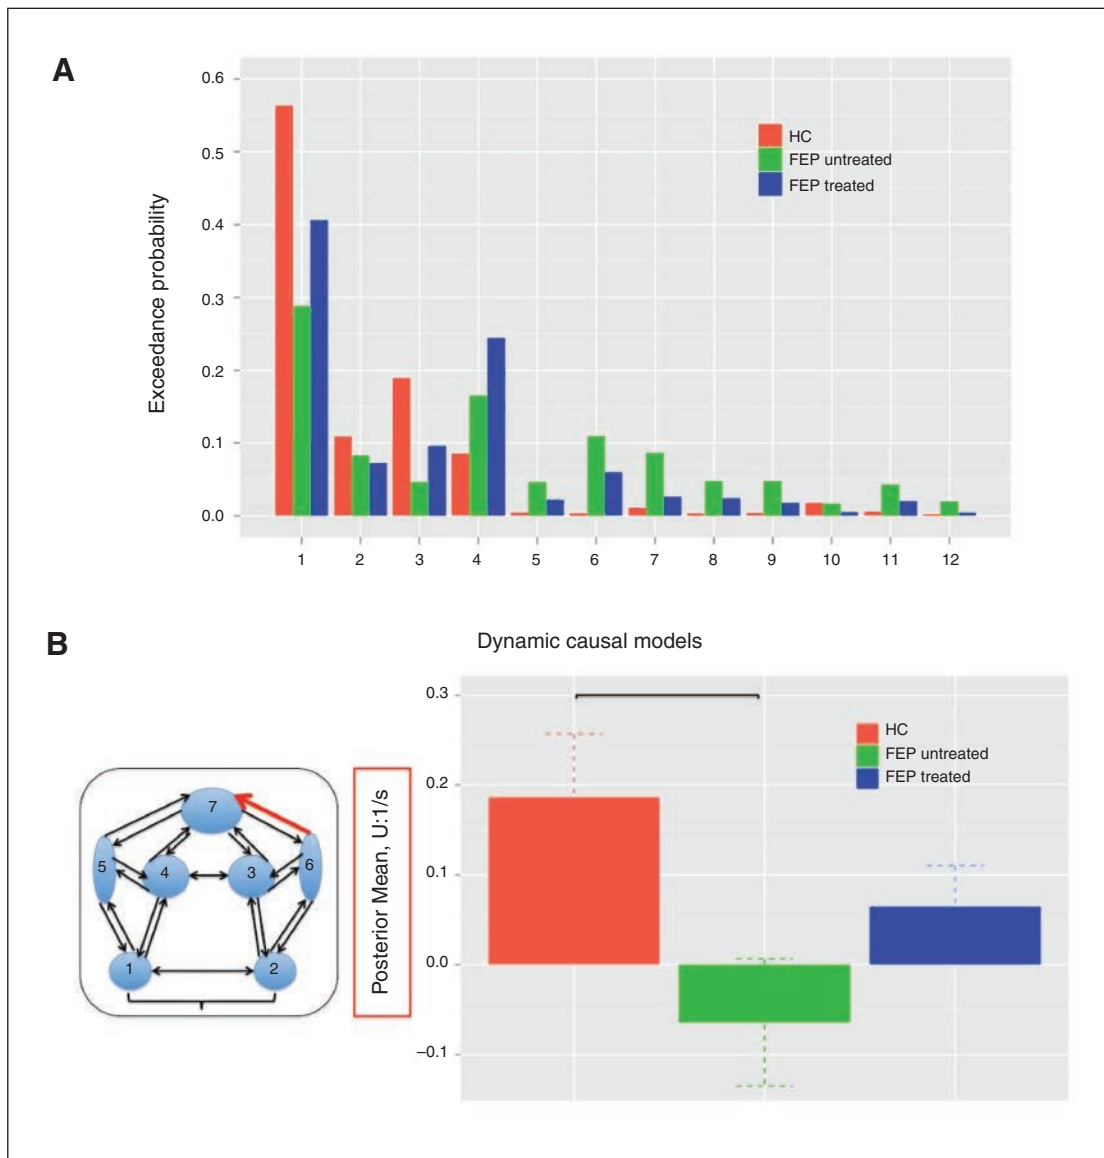 A
Exceedance probability
0.6
0.5
0.4
0.3
0.2
0.1
0.0
HC
FEP untreated
FEP treated
1 2 3 4 5 6 7 8 9 10 11 12
Dynamic causal models
B
7
5 4 3 6
1 2
Posterior Mean, U:1/s
0.3
0.2
0.1
0.0
–0.1
HC
FEP untreated
FEP treated